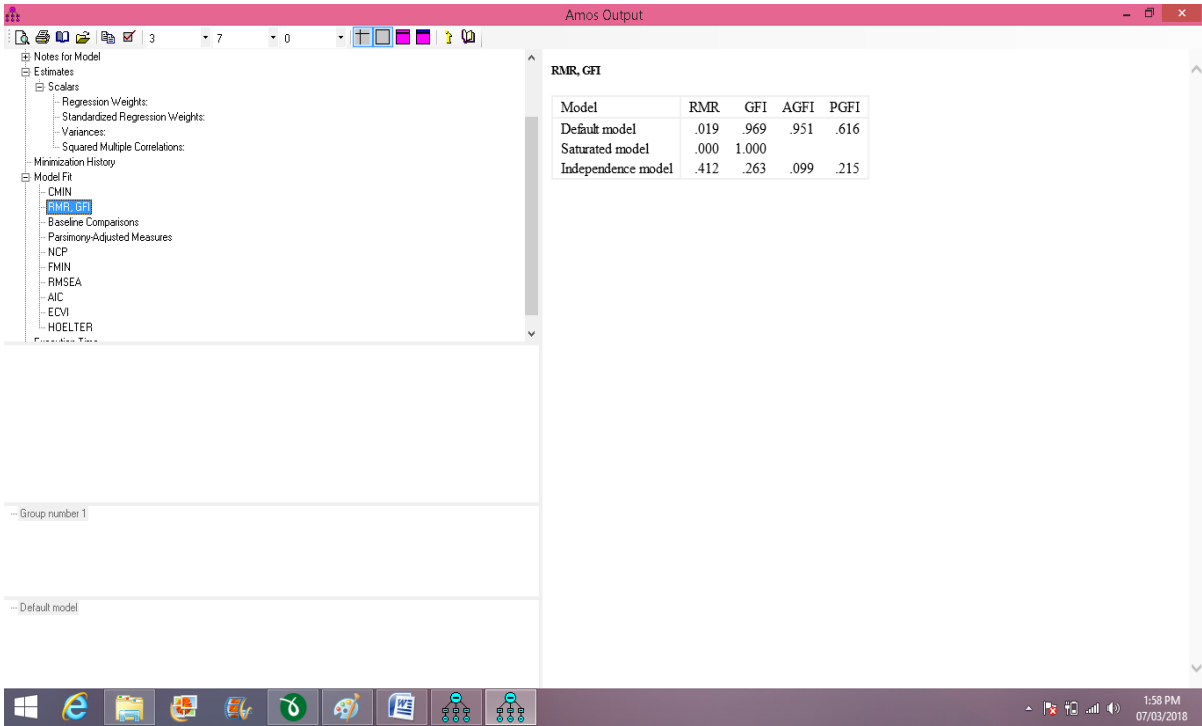 Amos Output
3 7 0
Notes for Model
Estimates
Scalars
Regression Weights:
Standardized Regression Weights:
Variances:
Squared Multiple Correlations:
Minimization History
Model Fit
CMIN
RMR, GFI
Baseline Comparisons
Parsimony-Adjusted Measures
NCP
FMIN
RMSEA
AIC
ECVI
HOELTER
Execution Time
RMR, GFI
Model RMR GFI AGFI PGFI
Default model .019 .969 .951 .616
Saturated model .000 1.000
Independence model .412 .263 .099 .215
Group number 1
Default model
1:58 PM
07/03/2018